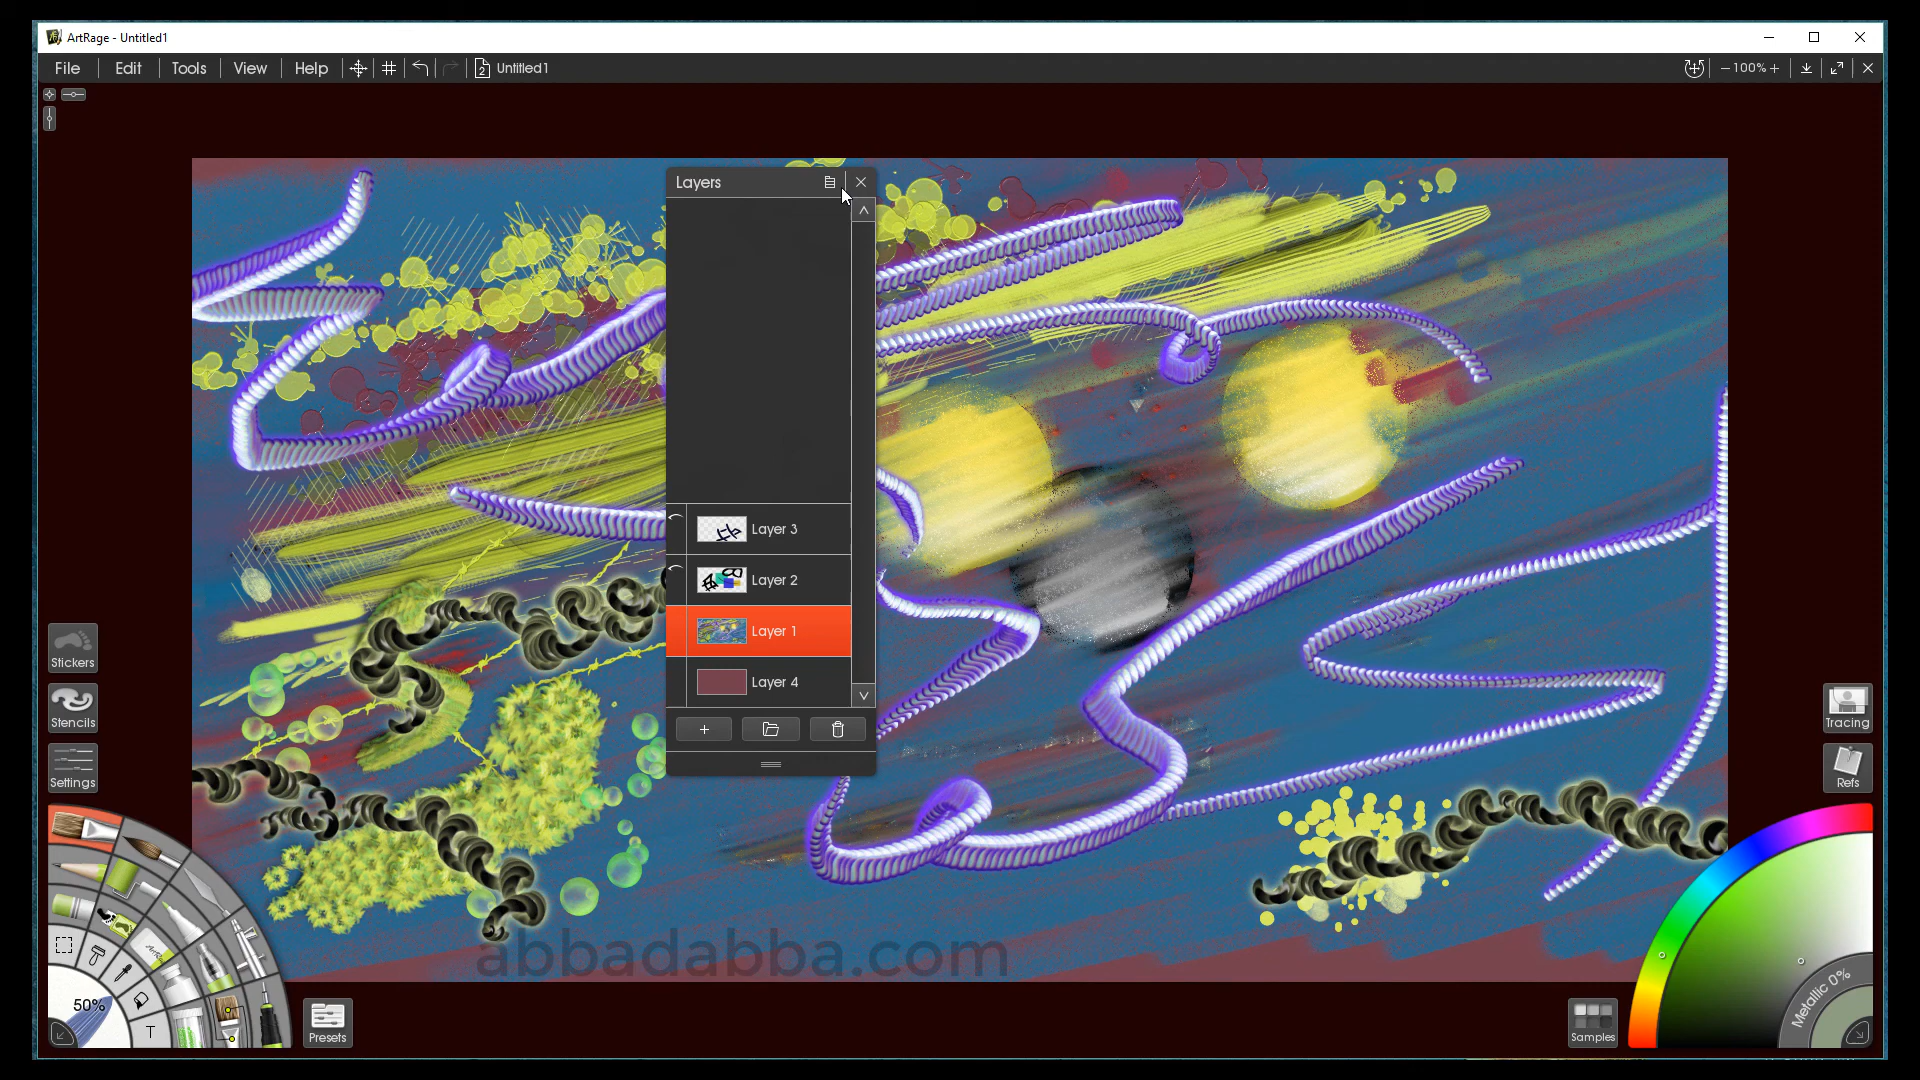 ArtRage - Untitled1
File Edit Tools View Help 2 Untitled1 −100%+
Layers
Layer 3
Layer 2
Layer 1
Layer 4
Stickers
Stencils
Settings
Tracing
Refs
abbadabba.com
50%
T
Presets
Samples
Metallic 0%